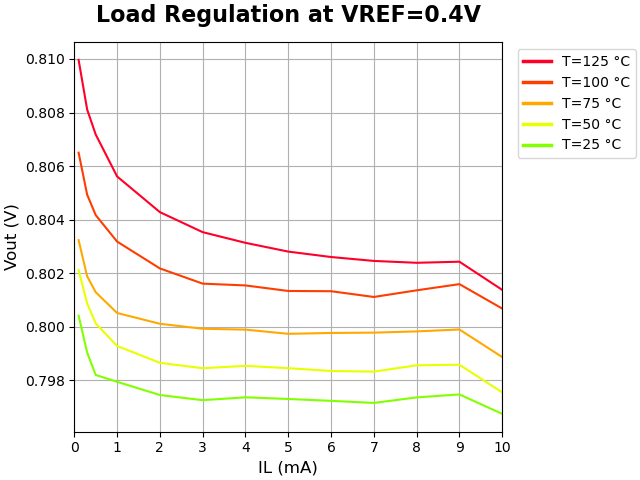 Load Regulation at VREF=0.4V
T=125 °C
T=100 °C
T=75 °C
T=50 °C
T=25 °C
Vout (V)
0.810
0.808
0.806
0.804
0.802
0.800
0.798
0 1 2 3 4 5 6 7 8 9 10
IL (mA)